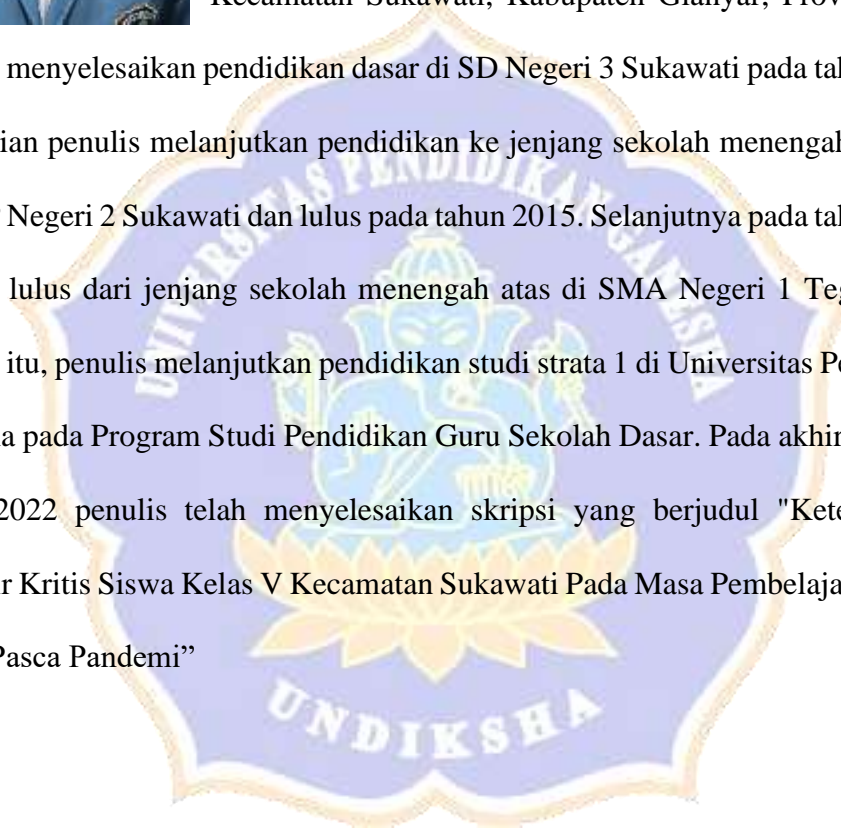 Kecamatan Sukawati, Kabupaten Gianyar, Prov
menyelesaikan pendidikan dasar di SD Negeri 3 Sukawati pada tah
ian penulis melanjutkan pendidikan ke jenjang sekolah menengah
Negeri 2 Sukawati dan lulus pada tahun 2015. Selanjutnya pada tah
lulus dari jenjang sekolah menengah atas di SMA Negeri 1 Teg
itu, penulis melanjutkan pendidikan studi strata 1 di Universitas Pe
a pada Program Studi Pendidikan Guru Sekolah Dasar. Pada akhir
2022 penulis telah menyelesaikan skripsi yang berjudul "Kete
r Kritis Siswa Kelas V Kecamatan Sukawati Pada Masa Pembelaja
Pasca Pandemi”
UNIVERSITAS PENDIDIKAN GANESHA
UNDIKSHA